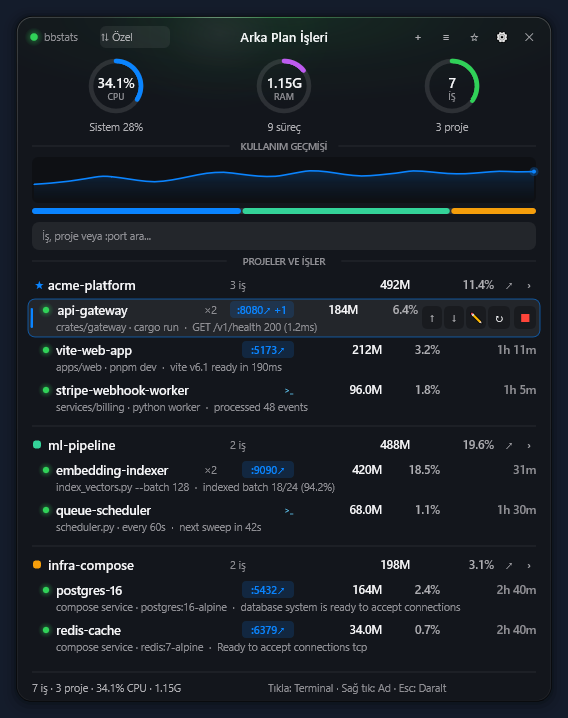 bbstats ↑↓ Özel Arka Plan İşleri + ≡ ☆ ⚙ ×
34.1% 1.15G 7
CPU RAM İŞ
Sistem 28% 9 süreç 3 proje
KULLANIM GEÇMİŞİ
İş, proje veya :port ara...
PROJELER VE İŞLER
★ acme-platform 3 iş 492M 11.4% ↗ ›
api-gateway ×2 :8080↗ +1 184M 6.4% ↑ ↓ ✏️ ↻
crates/gateway · cargo run · GET /v1/health 200 (1.2ms)
vite-web-app :5173↗ 212M 3.2% 1h 11m
apps/web · pnpm dev · vite v6.1 ready in 190ms
stripe-webhook-worker >_ 96.0M 1.8% 1h 5m
services/billing · python worker · processed 48 events
ml-pipeline 2 iş 488M 19.6% ↗ ›
embedding-indexer ×2 :9090↗ 420M 18.5% 31m
index_vectors.py --batch 128 · indexed batch 18/24 (94.2%)
queue-scheduler >_ 68.0M 1.1% 1h 30m
scheduler.py · every 60s · next sweep in 42s
infra-compose 2 iş 198M 3.1% ↗ ›
postgres-16 :5432↗ 164M 2.4% 2h 40m
compose service · postgres:16-alpine · database system is ready to accept connections
redis-cache :6379↗ 34.0M 0.7% 2h 40m
compose service · redis:7-alpine · Ready to accept connections tcp
7 iş · 3 proje · 34.1% CPU · 1.15G Tıkla: Terminal · Sağ tık: Ad · Esc: Daralt